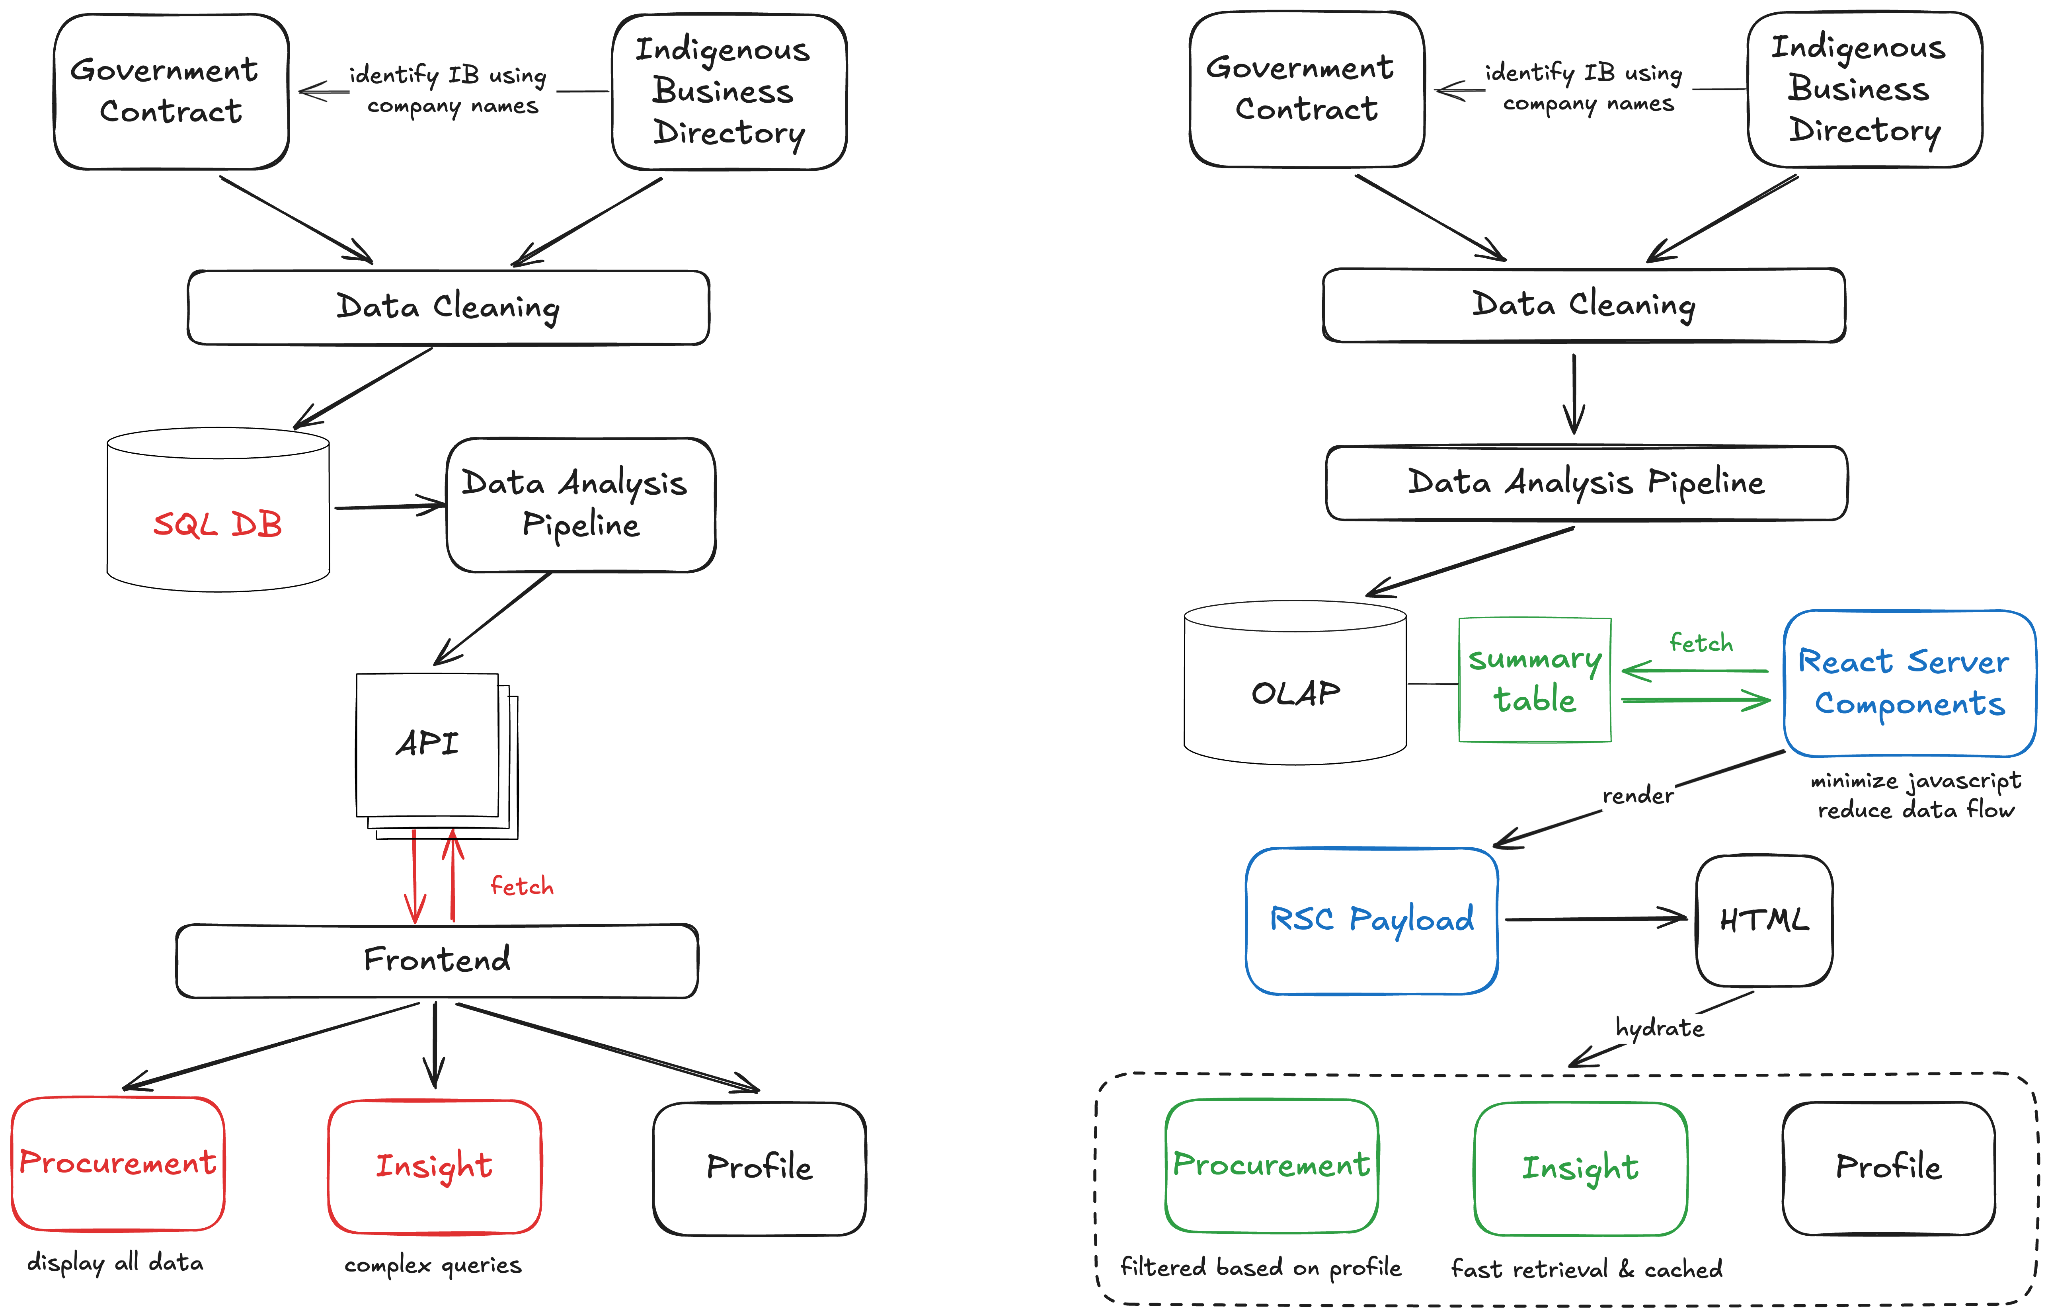 Government
Contract
identify IB using
company names
Indigenous
Business
Directory
Data Cleaning
SQL DB
Data Analysis
Pipeline
API
fetch
Frontend
Procurement
display all data
Insight
complex queries
Profile
Government
Contract
identify IB using
company names
Indigenous
Business
Directory
Data Cleaning
Data Analysis Pipeline
OLAP
summary
table
fetch
React Server
Components
minimize javascript
reduce data flow
render
RSC Payload
HTML
hydrate
Procurement
filtered based on profile
Insight
fast retrieval & cached
Profile